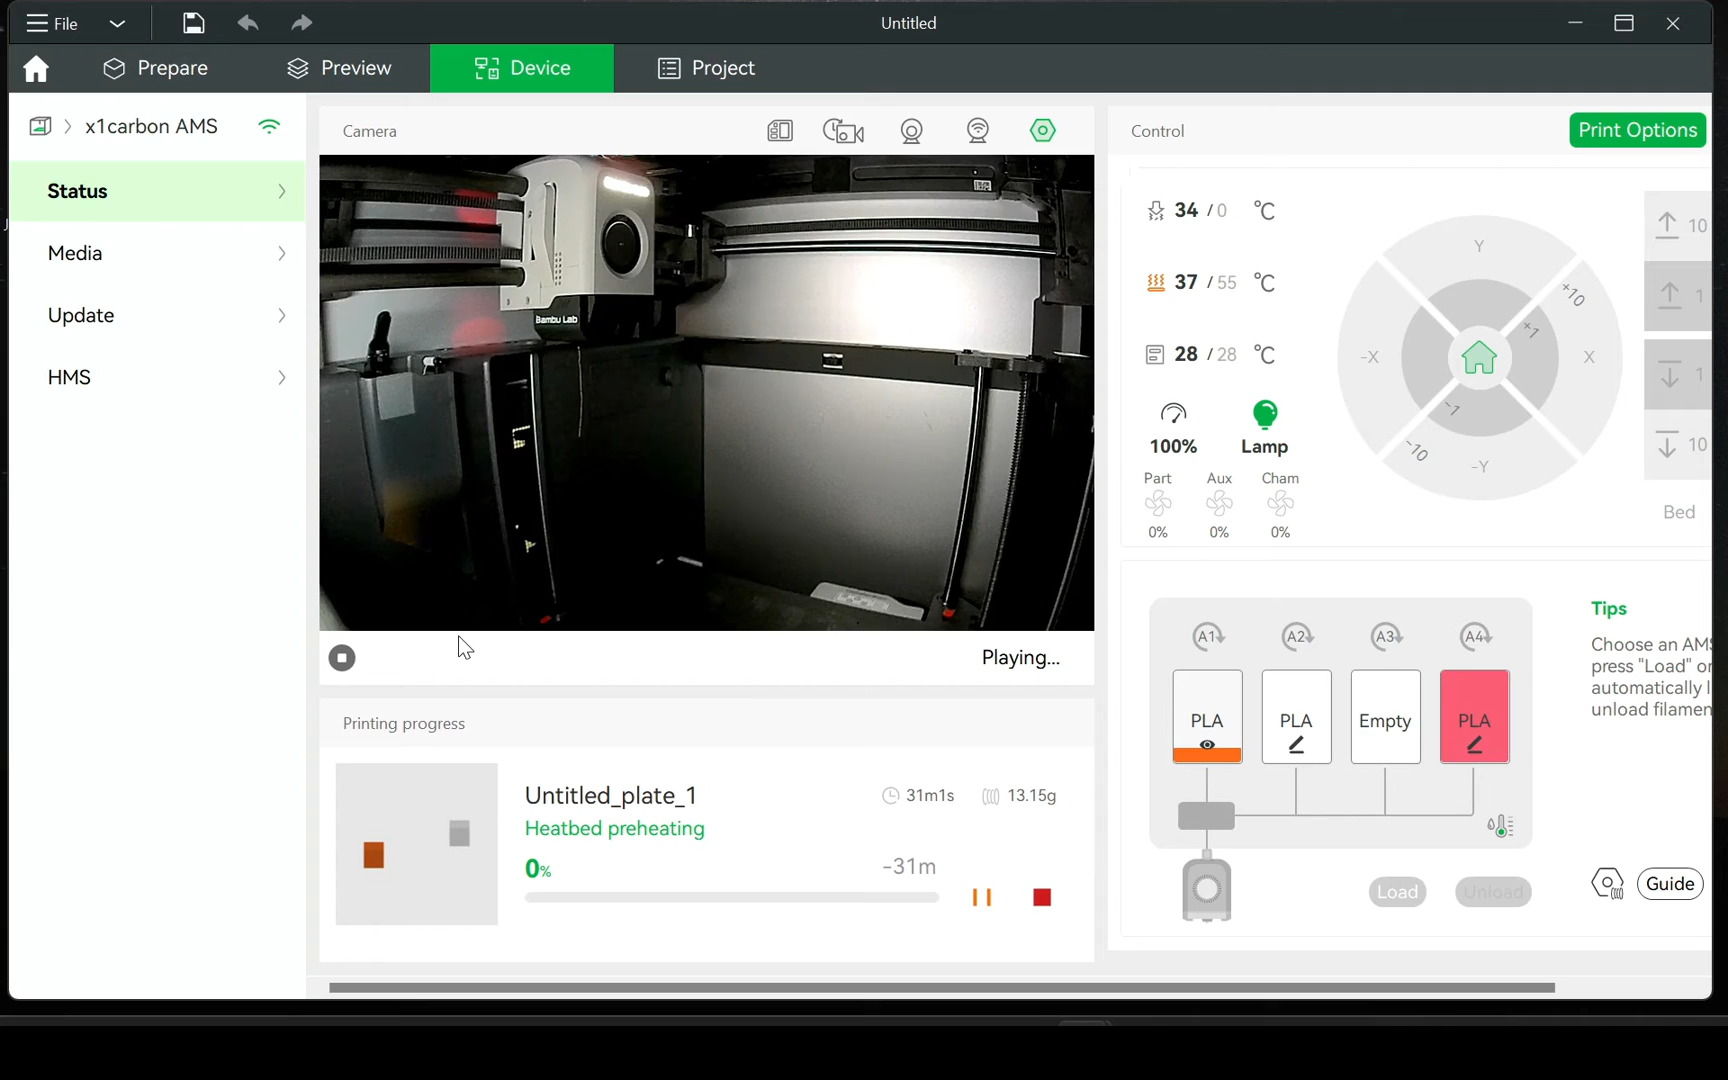 File
Untitled
Prepare
Preview
Device
Project
x1carbon AMS
Status
Media
Update
HMS
Camera
Bambu Lab
Playing...
Printing progress
Untitled_plate_1
31m1s
13.15g
Heatbed preheating
0%
-31m
Control
Print Options
34 / 0 °C
37 / 55 °C
28 / 28 °C
100%
Lamp
Part Aux Cham
0% 0% 0%
Y
+10
+1
-X
X
-1
-10
-Y
10
1
1
10
Bed
A1 A2 A3 A4
PLA PLA Empty PLA
Load
Unload
Tips
Choose an AMS
press "Load" or
automatically l
unload filamen
Guide